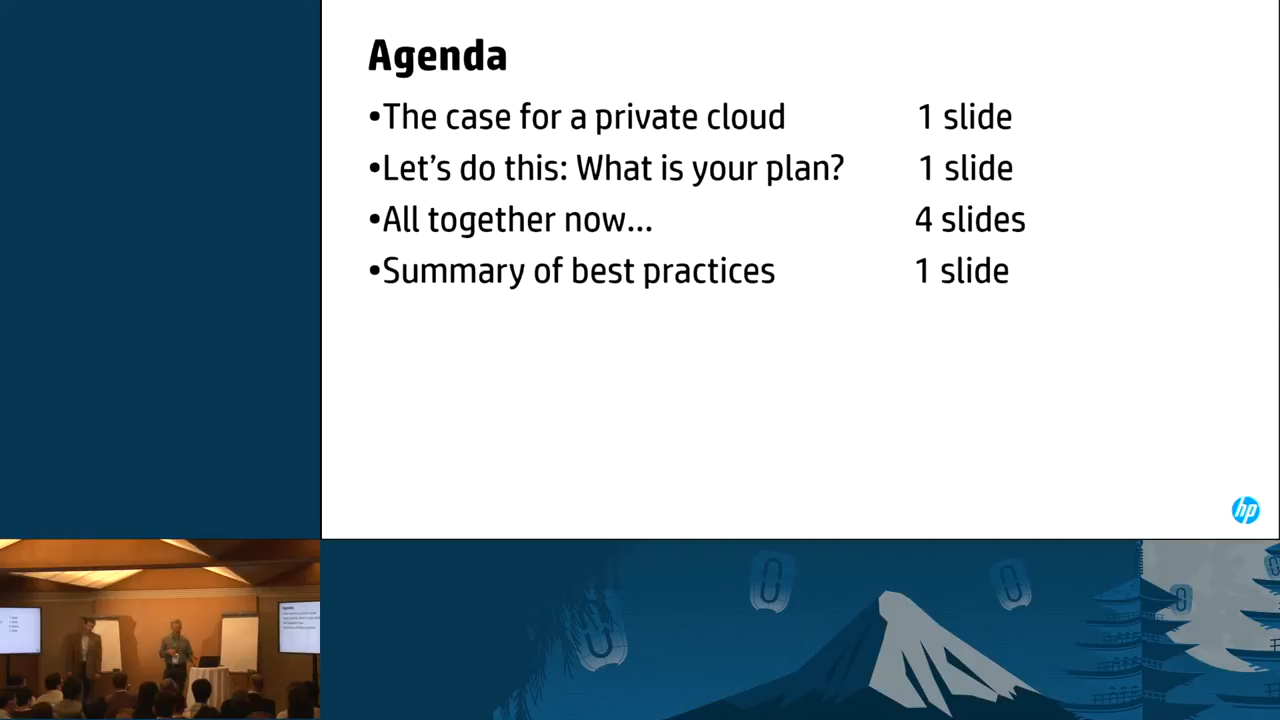 Agenda
•The case for a private cloud 1 slide
•Let's do this: What is your plan? 1 slide
•All together now... 4 slides
•Summary of best practices 1 slide
hp